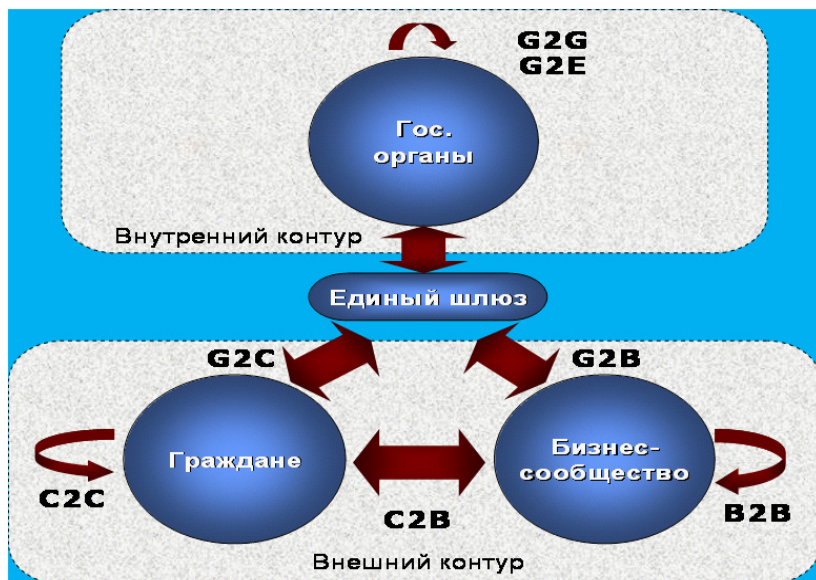 G2G
G2E
Гос.
органы
Внутренний контур
Единый шлюз
G2C
G2B
Граждане
Бизнес-
сообщество
C2C
C2B
B2B
Внешний контур